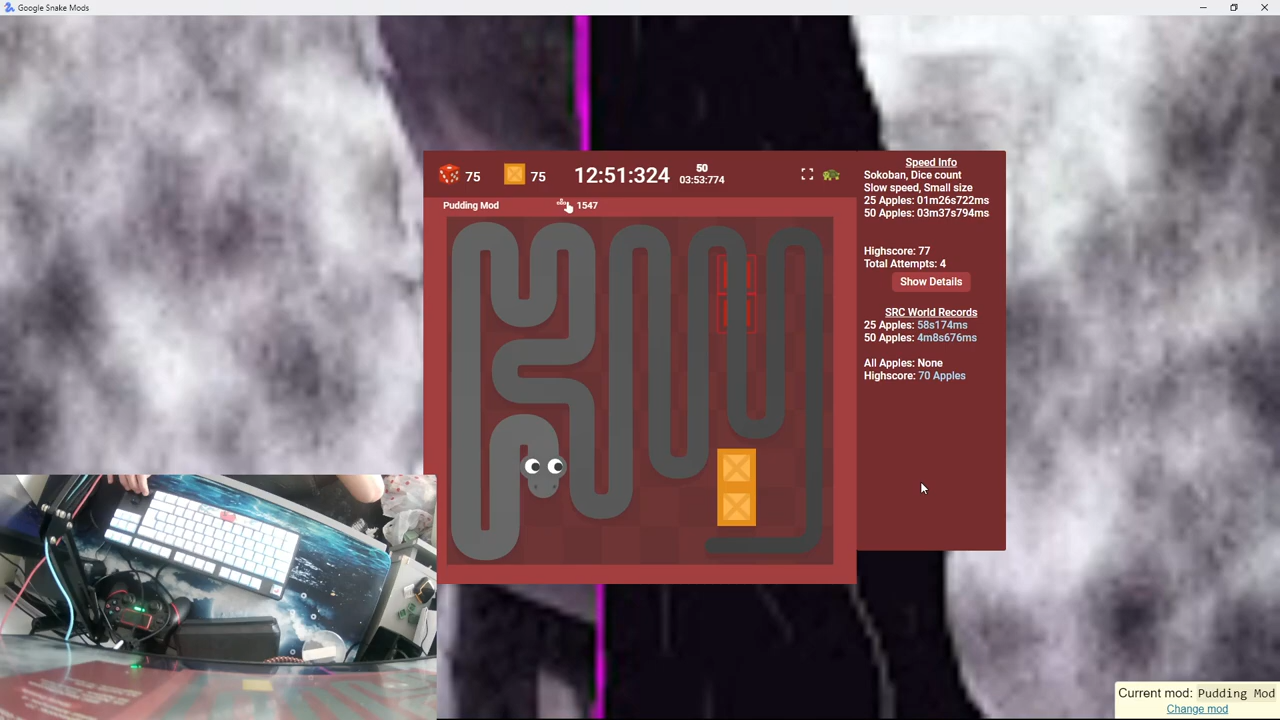 Google Snake Mods
75
75
12:51:324
50
03:53:774
Pudding Mod
1547
Speed Info
Sokoban, Dice count
Slow speed, Small size
25 Apples: 01m26s722ms
50 Apples: 03m37s794ms
Highscore: 77
Total Attempts: 4
Show Details
SRC World Records
25 Apples: 58s174ms
50 Apples: 4m8s676ms
All Apples: None
Highscore: 70 Apples
Current mod: Pudding Mod
Change mod